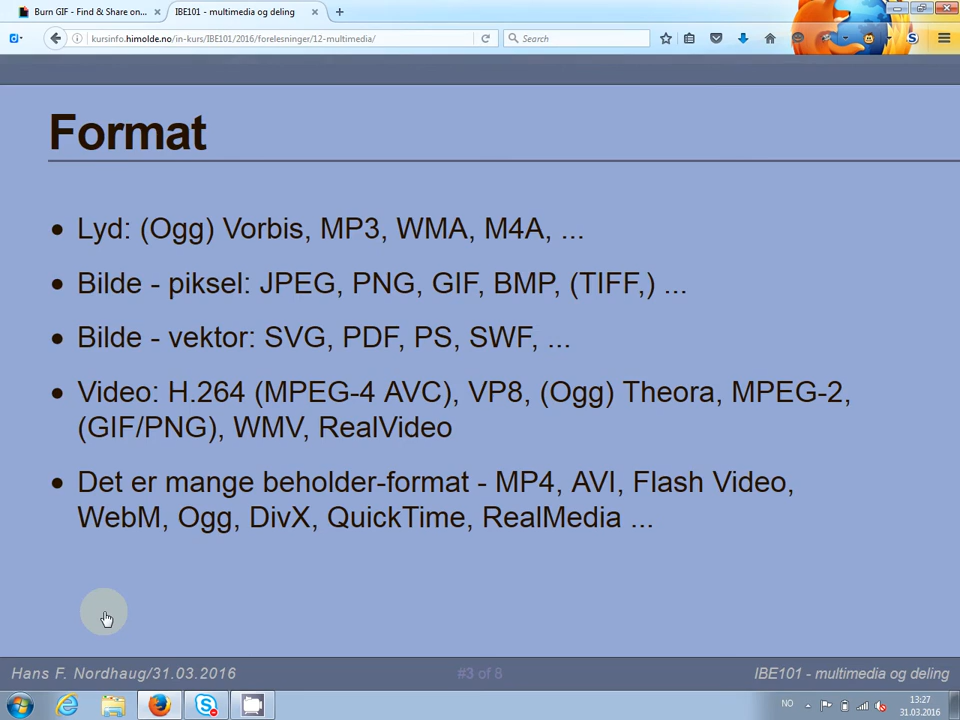 Burn GIF - Find & Share on... × IBE101 - multimedia og deling × +
kursinfo.himolde.no/in-kurs/IBE101/2016/forelesninger/12-multimedia/ Search
Format
• Lyd: (Ogg) Vorbis, MP3, WMA, M4A, ...
• Bilde - piksel: JPEG, PNG, GIF, BMP, (TIFF,) ...
• Bilde - vektor: SVG, PDF, PS, SWF, ...
• Video: H.264 (MPEG-4 AVC), VP8, (Ogg) Theora, MPEG-2,
(GIF/PNG), WMV, RealVideo
• Det er mange beholder-format - MP4, AVI, Flash Video,
WebM, Ogg, DivX, QuickTime, RealMedia ...
Hans F. Nordhaug/31.03.2016 #3 of 8 IBE101 - multimedia og deling
NO 13:27
31.03.2016